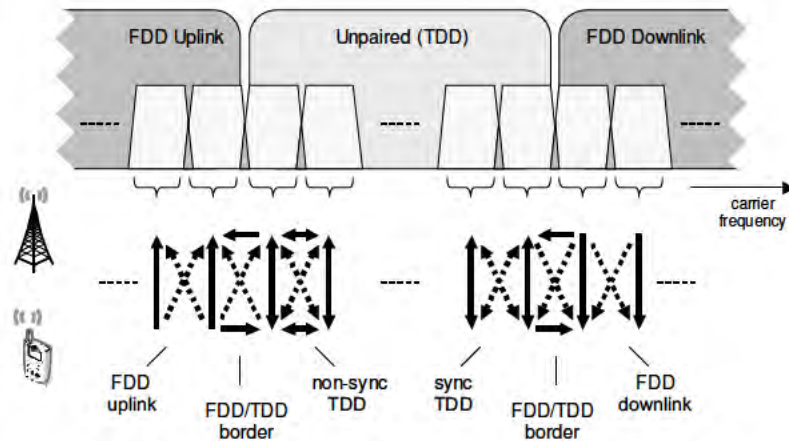 FDD Uplink
Unpaired (TDD)
FDD Downlink
carrier
frequency
FDD
uplink
FDD/TDD
border
non-sync
TDD
sync
TDD
FDD/TDD
border
FDD
downlink